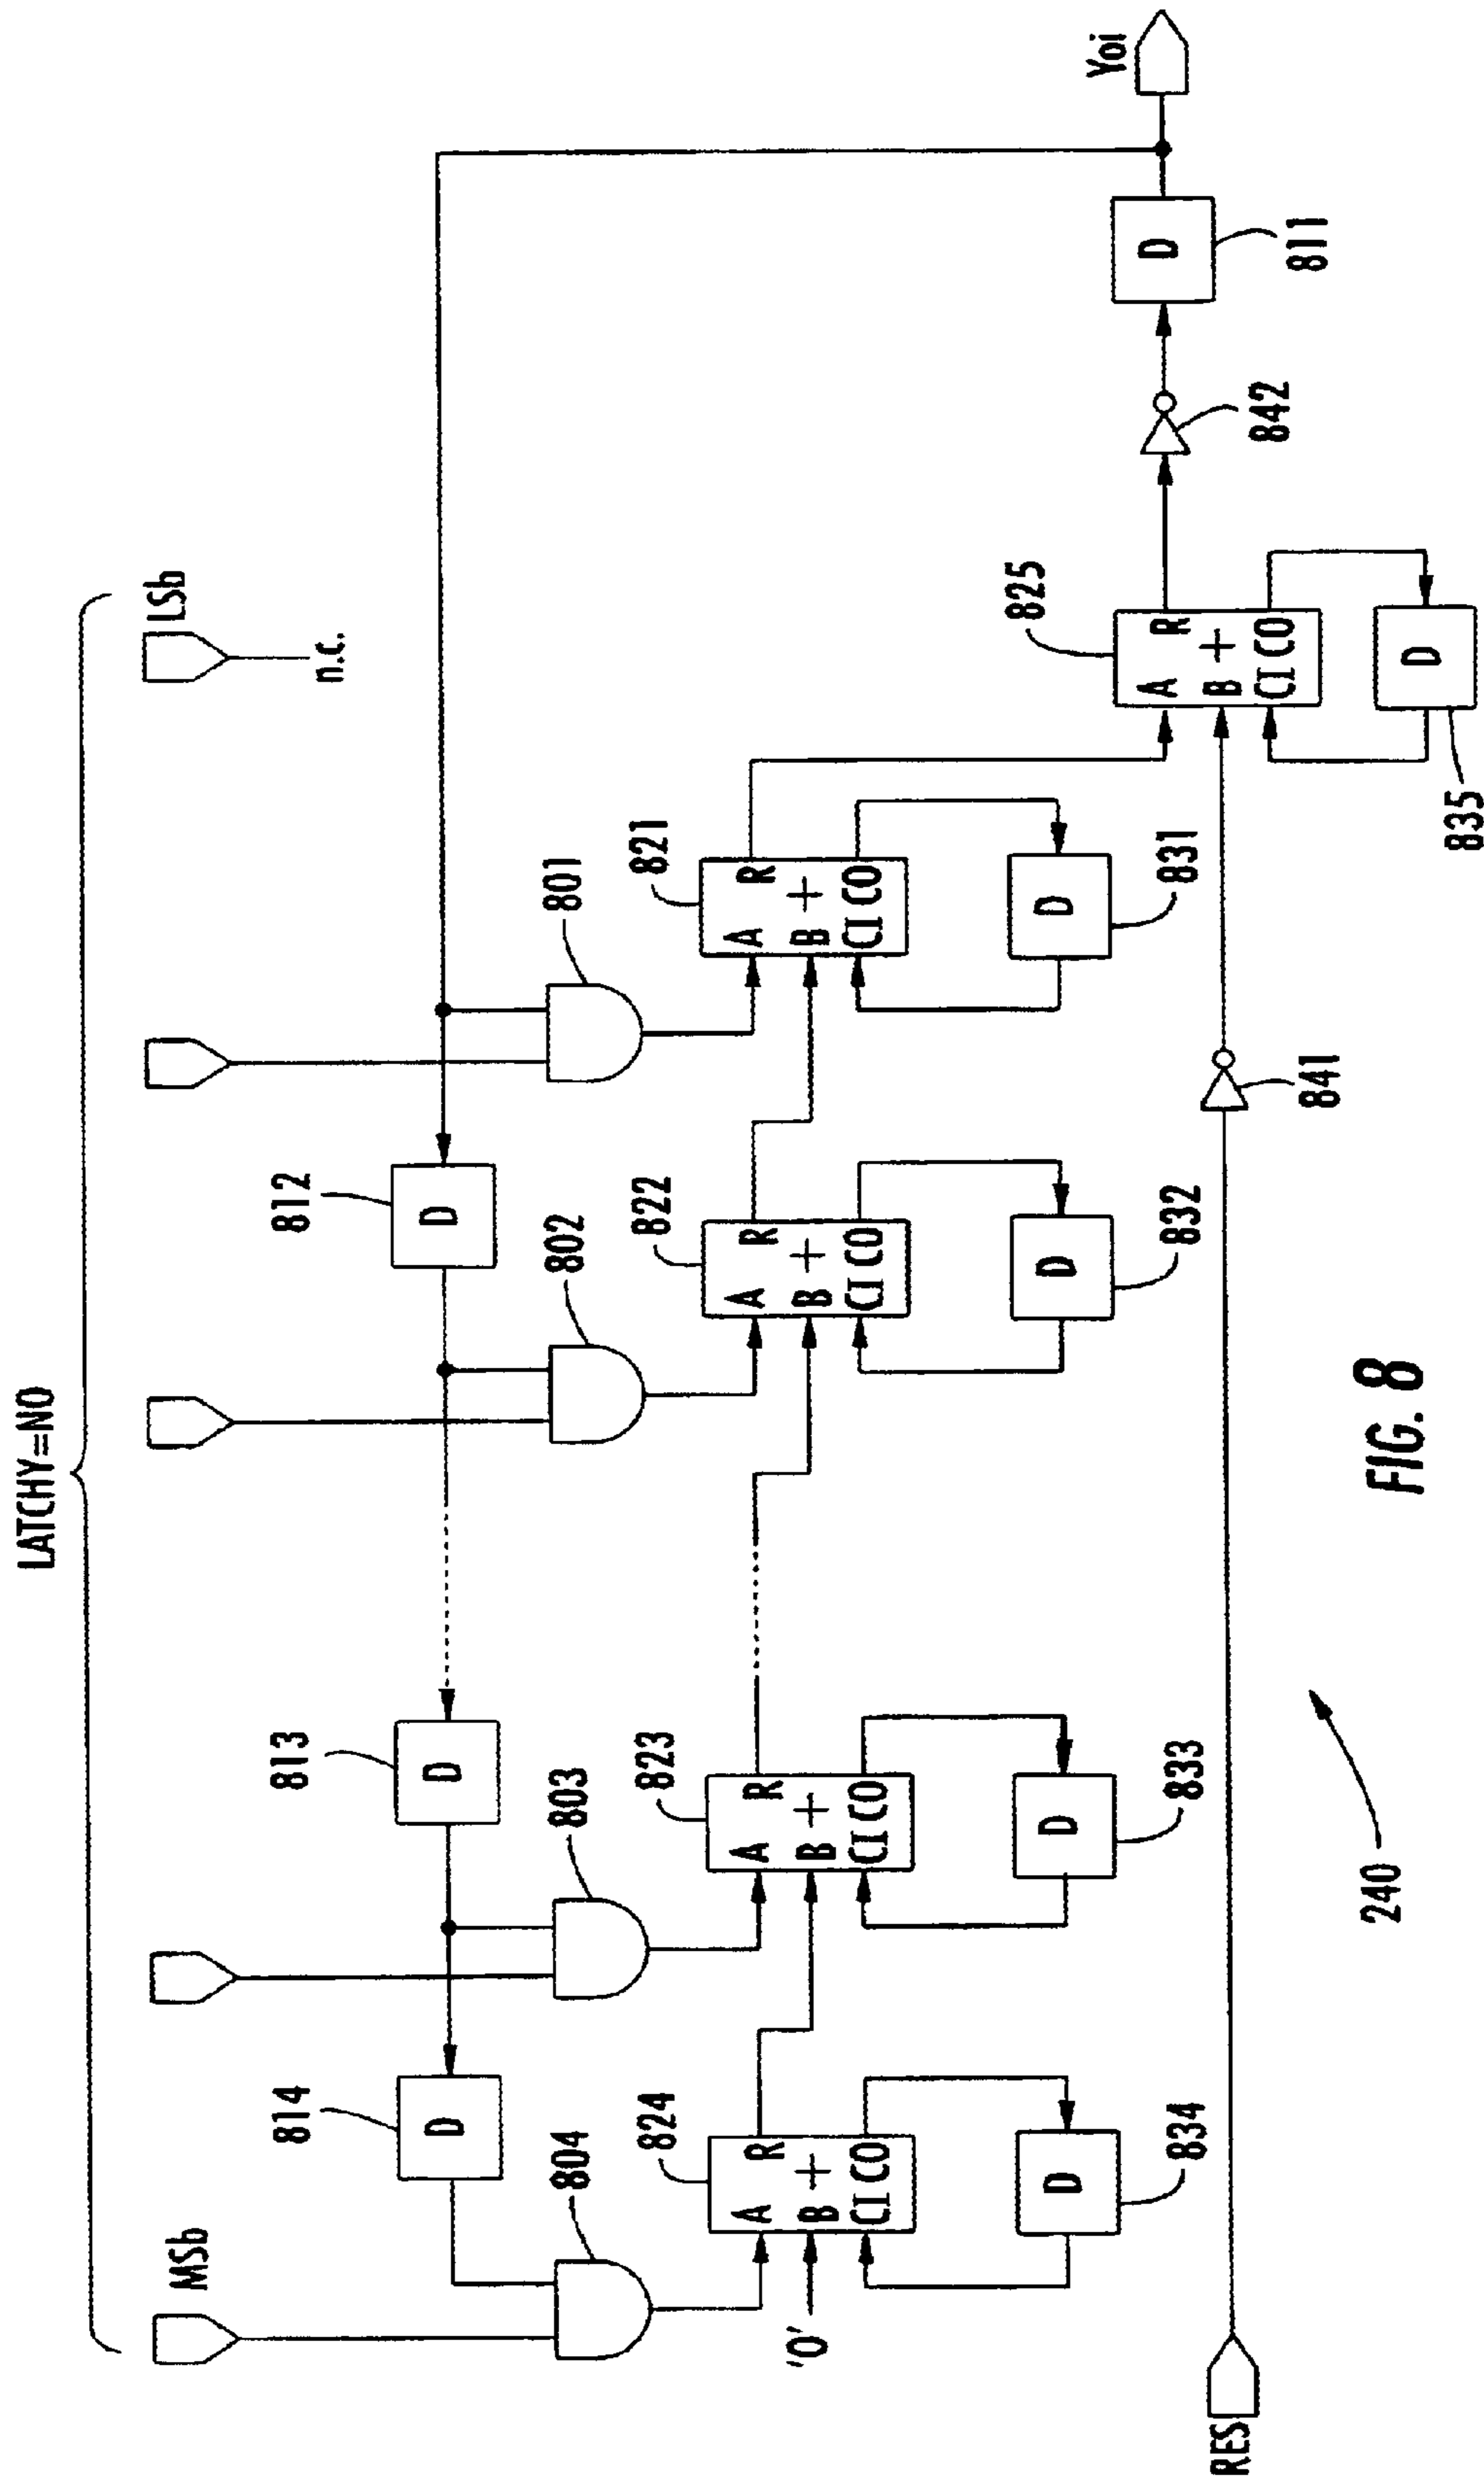 LATCHY=NO
MSb
LSb
n.c.
814
D
813
D
812
D
804
803
802
801
824
A
B
+
R
CI CO
823
A
B
+
R
CI CO
822
A
B
+
R
CI CO
821
A
B
+
R
CI CO
'0'
D
834
D
833
D
832
D
831
825
A
B
+
R
CI CO
D
835
RES
841
842
D
811
Yoi
240
FIG. 8